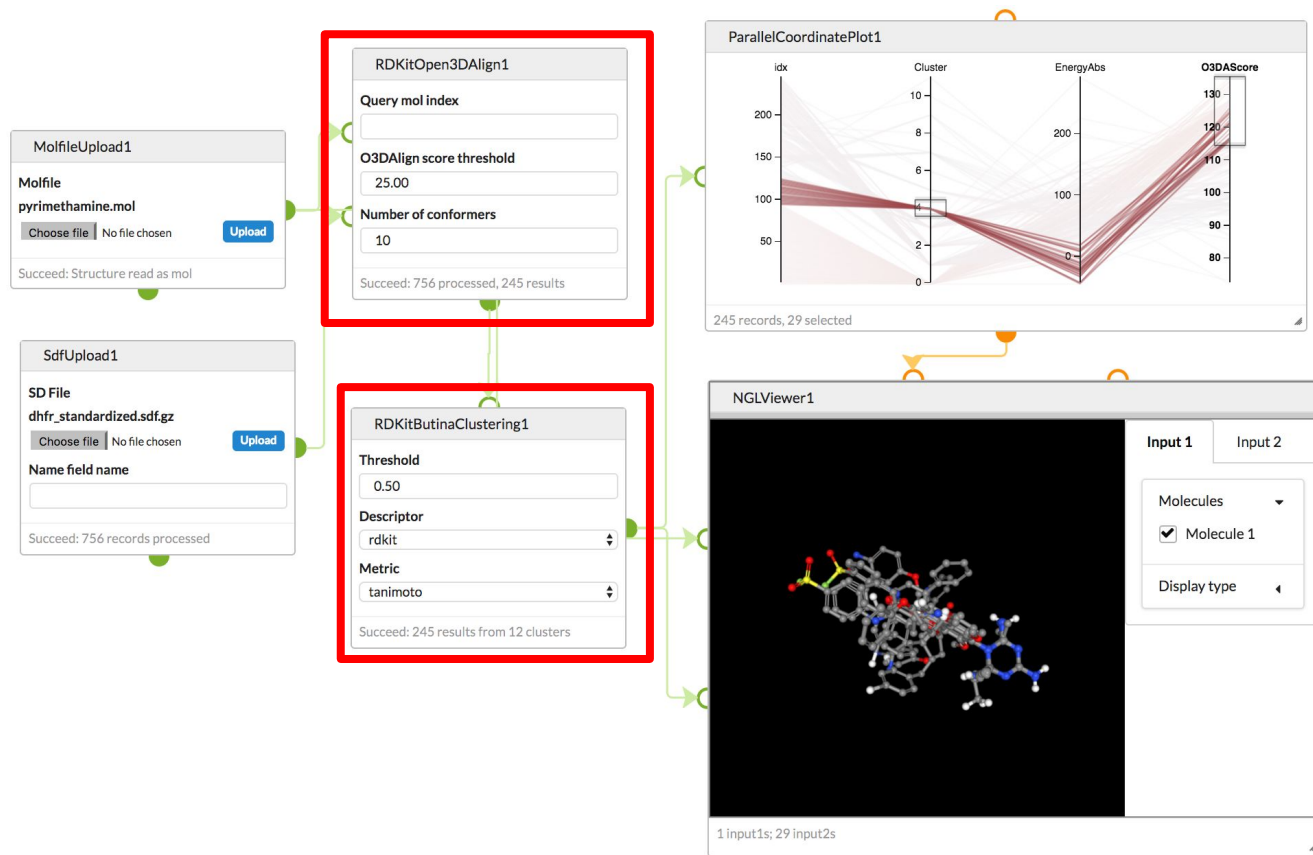 MolfileUpload1
Molfile
pyrimethamine.mol
Choose file No file chosen Upload
Succeed: Structure read as mol
SdfUpload1
SD File
dhfr_standardized.sdf.gz
Choose file No file chosen Upload
Name field name
Succeed: 756 records processed
RDKitOpen3DAlign1
Query mol index
O3DAlign score threshold
25.00
Number of conformers
10
Succeed: 756 processed, 245 results
RDKitButinaClustering1
Threshold
0.50
Descriptor
rdkit
Metric
tanimoto
Succeed: 245 results from 12 clusters
ParallelCoordinatePlot1
idx Cluster EnergyAbs O3DAScore
200
150
100
50
10
8
6
4
2
0
200
100
0
130
120
110
100
90
80
245 records, 29 selected
NGLViewer1
Input 1 Input 2
Molecules
Molecule 1
Display type
1 input1s; 29 input2s